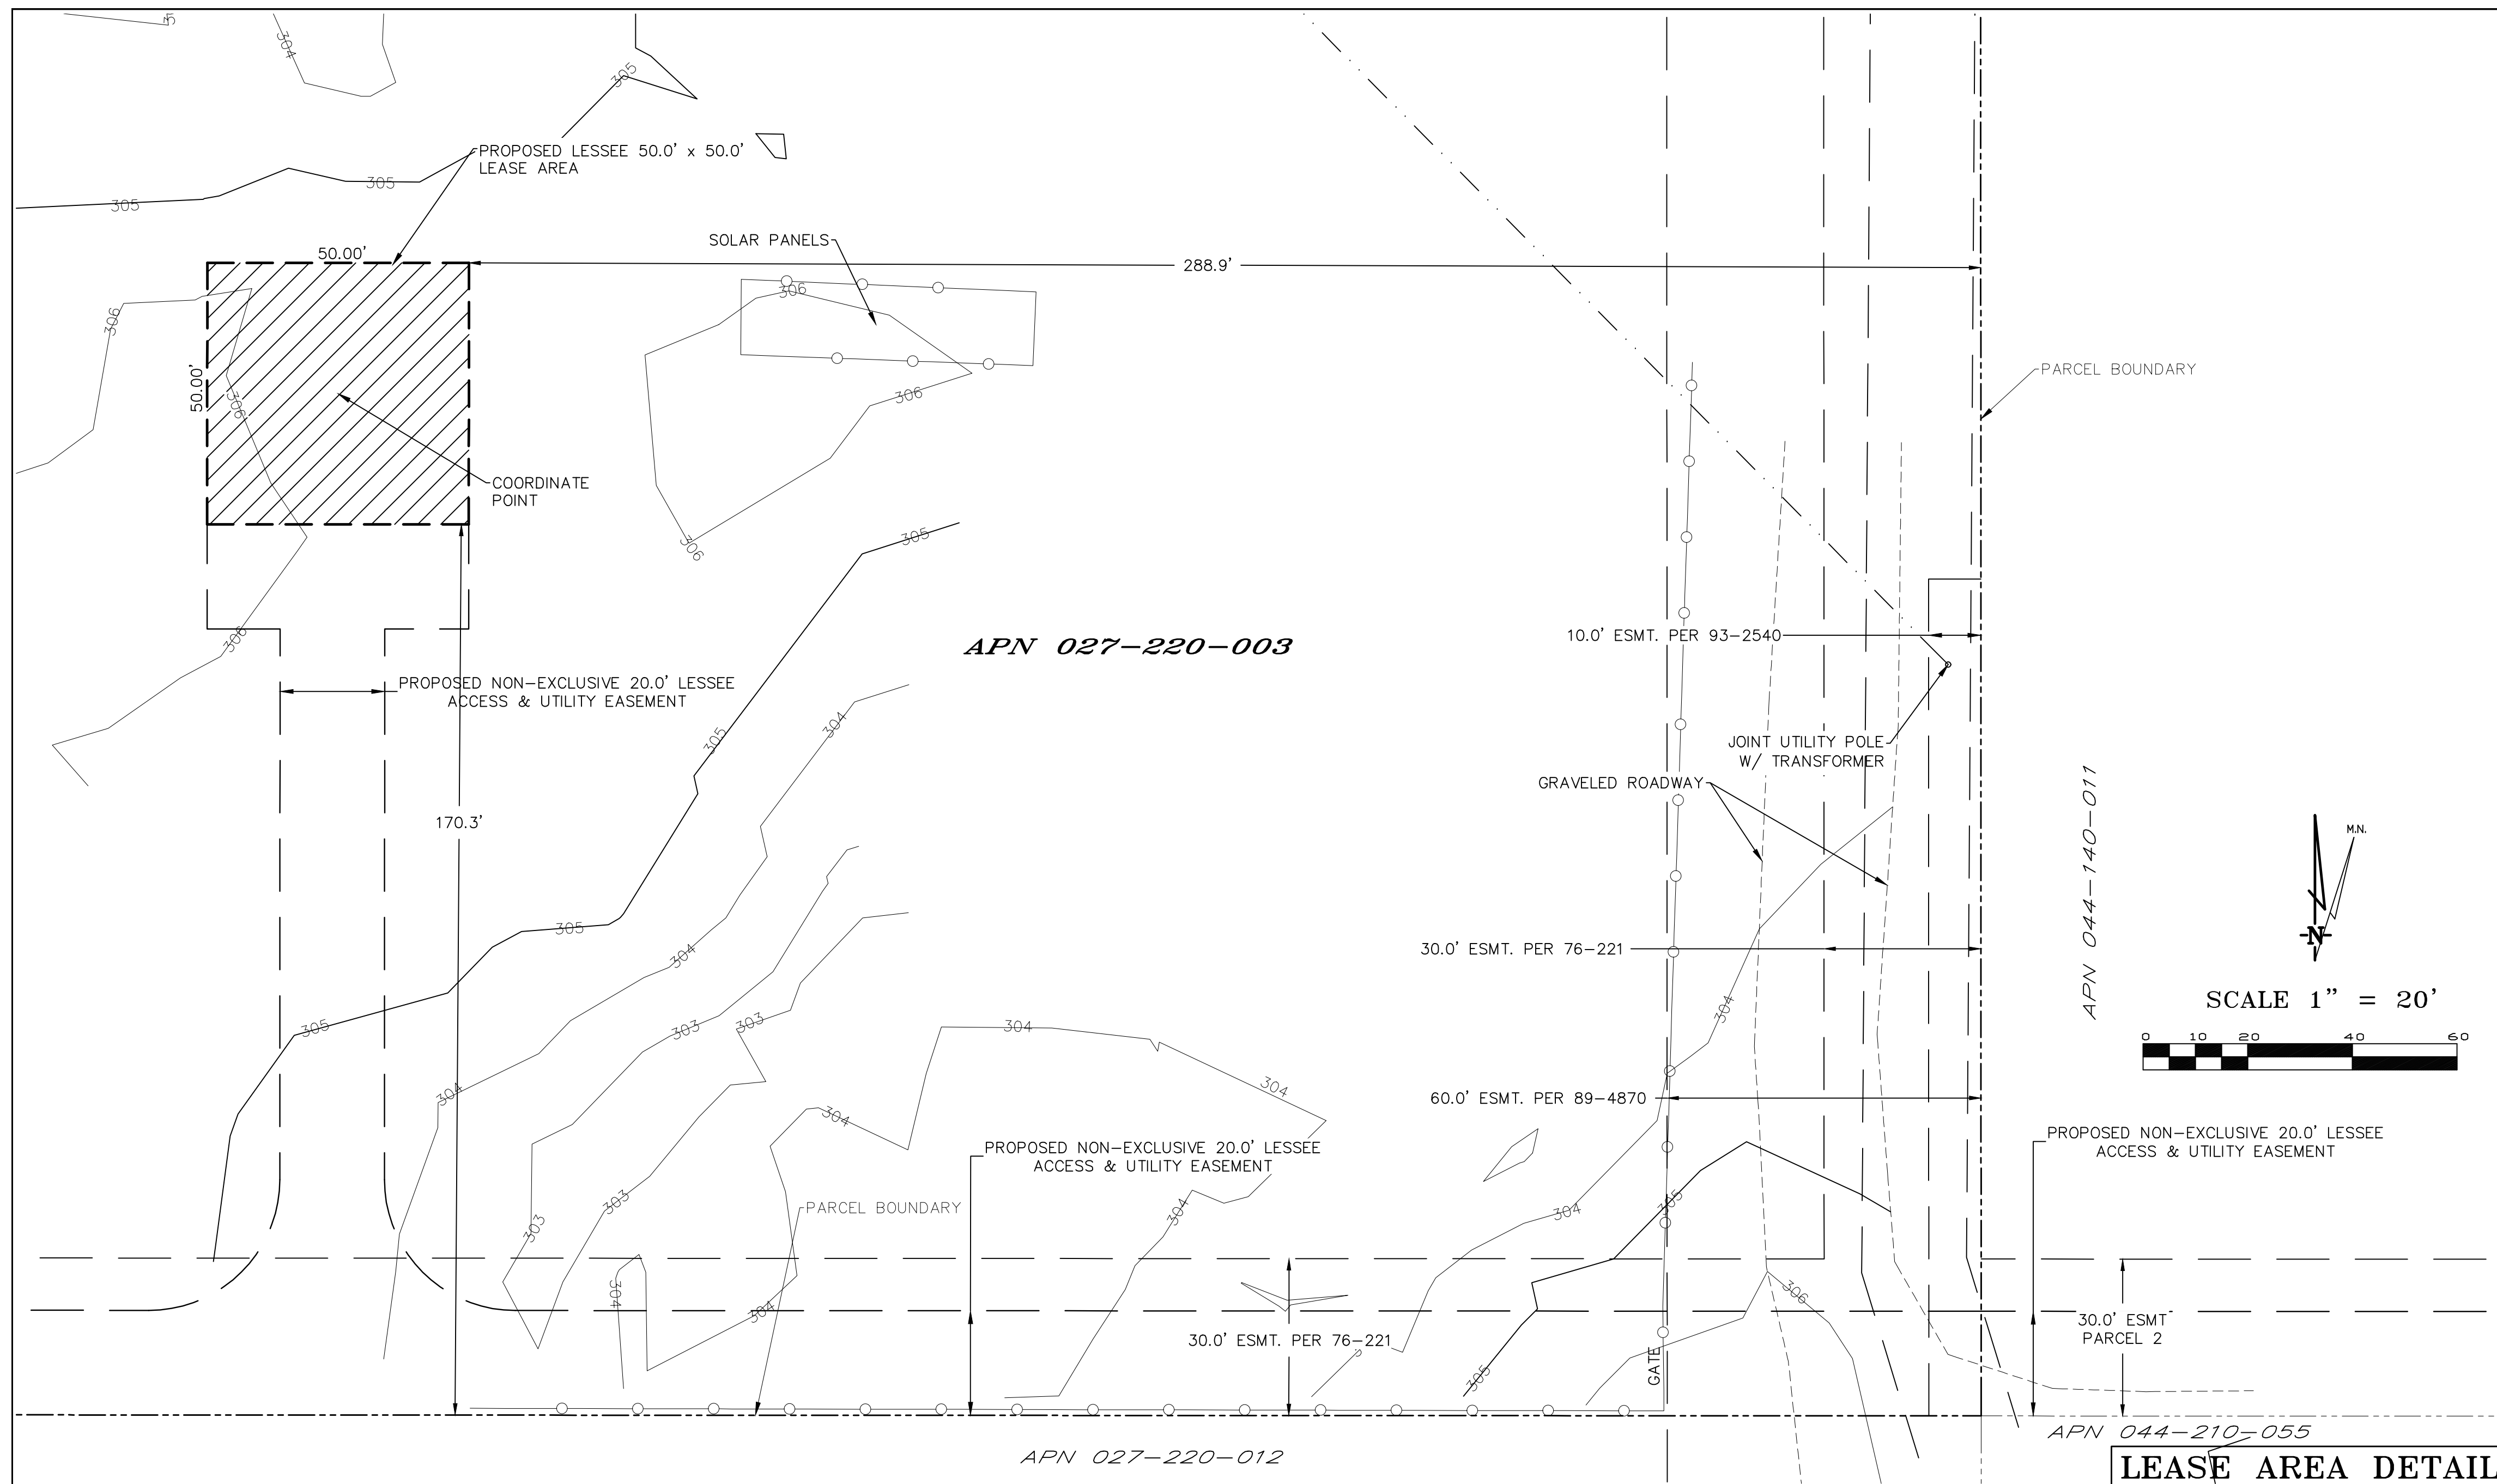 304
305
PROPOSED LESSEE 50.0' x 50.0'
LEASE AREA
305
305
50.00'
SOLAR PANELS
288.9'
306
306
50.00'
306
306
PARCEL BOUNDARY
COORDINATE
POINT
305
306
306
APN 027-220-003
10.0' ESMT. PER 93-2540
PROPOSED NON-EXCLUSIVE 20.0' LESSEE
ACCESS & UTILITY EASEMENT
304
305
JOINT UTILITY POLE
W/ TRANSFORMER
GRAVELED ROADWAY
170.3'
APN 044-140-011
M.N.
N
305
304
30.0' ESMT. PER 76-221
SCALE 1" = 20'
304
305
303
303
304
0 10 20 40 60
304
304
304
60.0' ESMT. PER 89-4870
PROPOSED NON-EXCLUSIVE 20.0' LESSEE
ACCESS & UTILITY EASEMENT
PROPOSED NON-EXCLUSIVE 20.0' LESSEE
ACCESS & UTILITY EASEMENT
303
303
PARCEL BOUNDARY
304
304
305
304
304
306
30.0' ESMT. PER 76-221
30.0' ESMT
PARCEL 2
GATE
305
APN 044-210-055
APN 027-220-012
LEASE AREA DETAIL